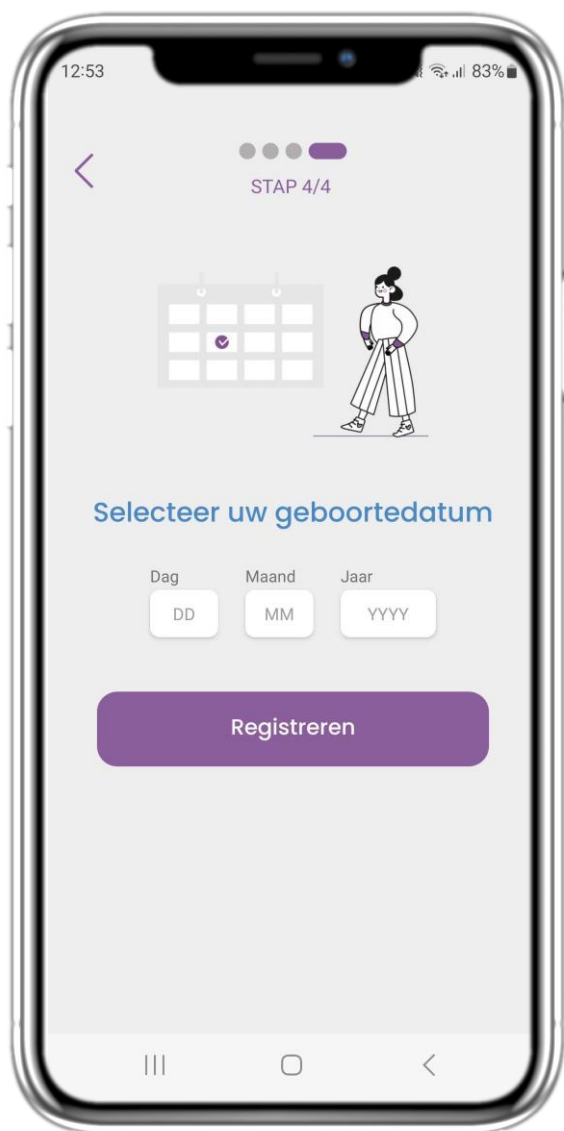 12:53
83%
STAP 4/4
Selecteer uw geboortedatum
Dag Maand Jaar
DD MM YYYY
Registreren